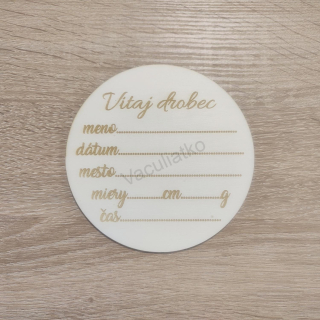 Vitaj drobec
meno....................
dátum....................
mesto....................
Vaculiatko
miery........cm..........g
čas....................